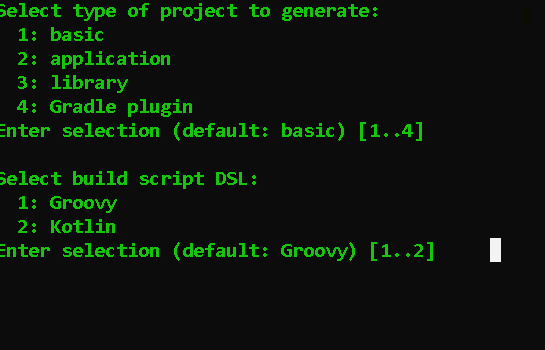 Select type of project to generate:
1: basic
2: application
3: library
4: Gradle plugin
Enter selection (default: basic) [1..4]
Select build script DSL:
1: Groovy
2: Kotlin
Enter selection (default: Groovy) [1..2]